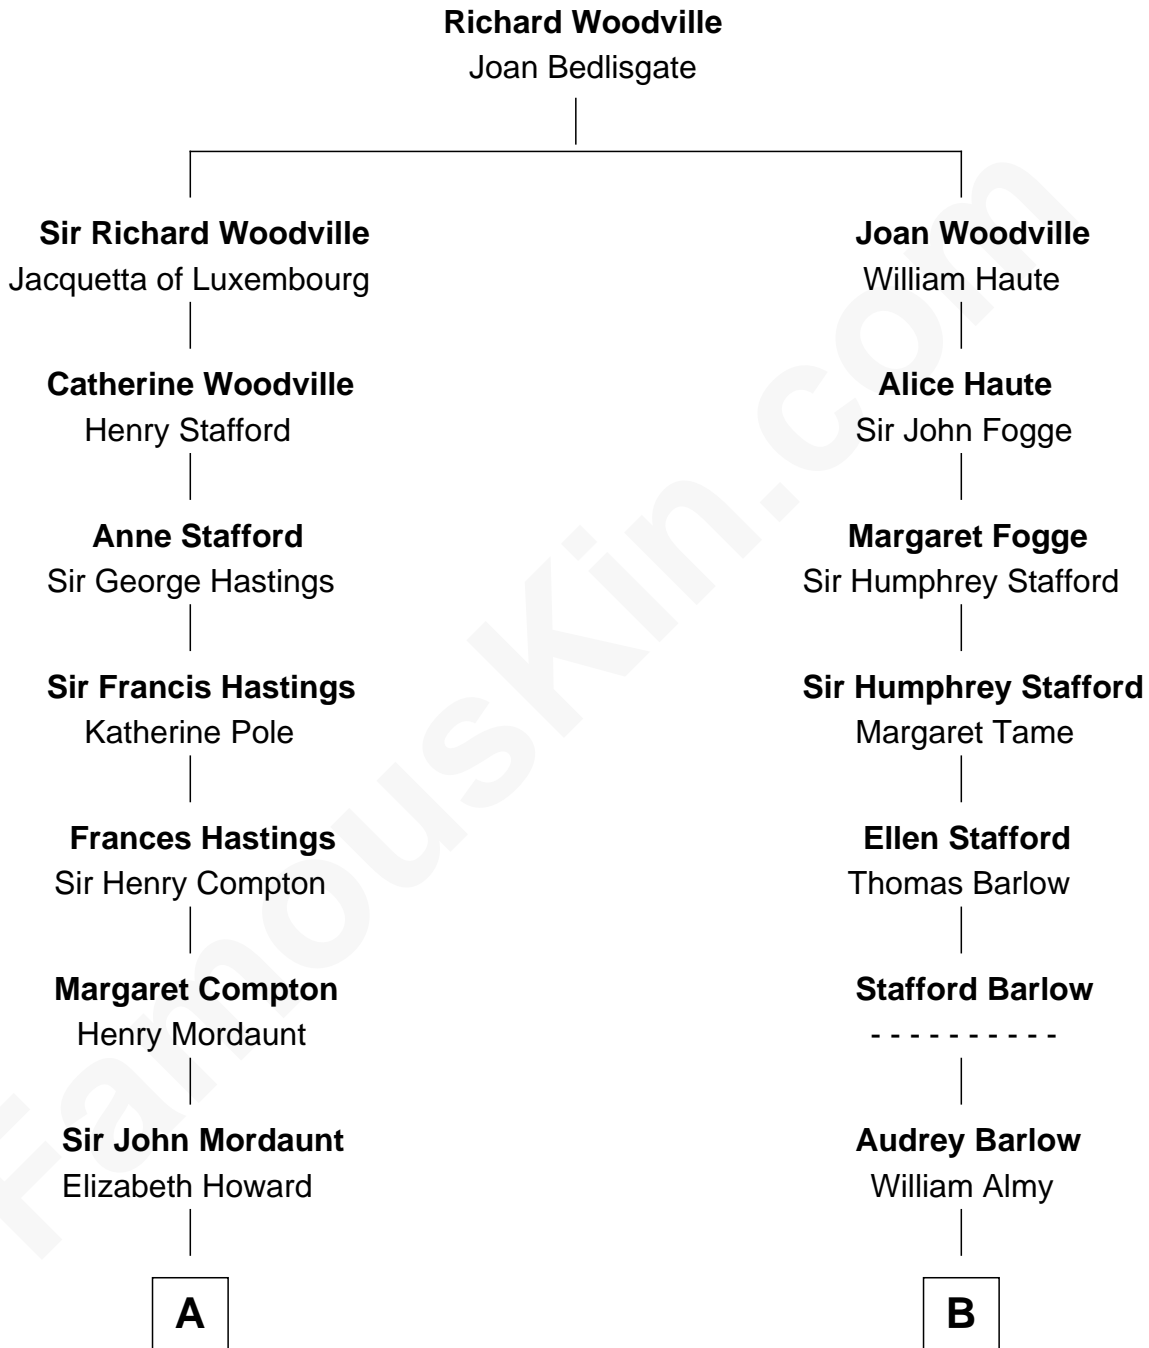 Richard Woodville
Joan Bedlisgate
Sir Richard Woodville
Jacquetta of Luxembourg
Catherine Woodville
Henry Stafford
Anne Stafford
Sir George Hastings
Sir Francis Hastings
Katherine Pole
Frances Hastings
Sir Henry Compton
Margaret Compton
Henry Mordaunt
Sir John Mordaunt
Elizabeth Howard
A
Joan Woodville
William Haute
Alice Haute
Sir John Fogge
Margaret Fogge
Sir Humphrey Stafford
Sir Humphrey Stafford
Margaret Tame
Ellen Stafford
Thomas Barlow
Stafford Barlow
- - - - - - - - - -
Audrey Barlow
William Almy
B
FamousKin.com